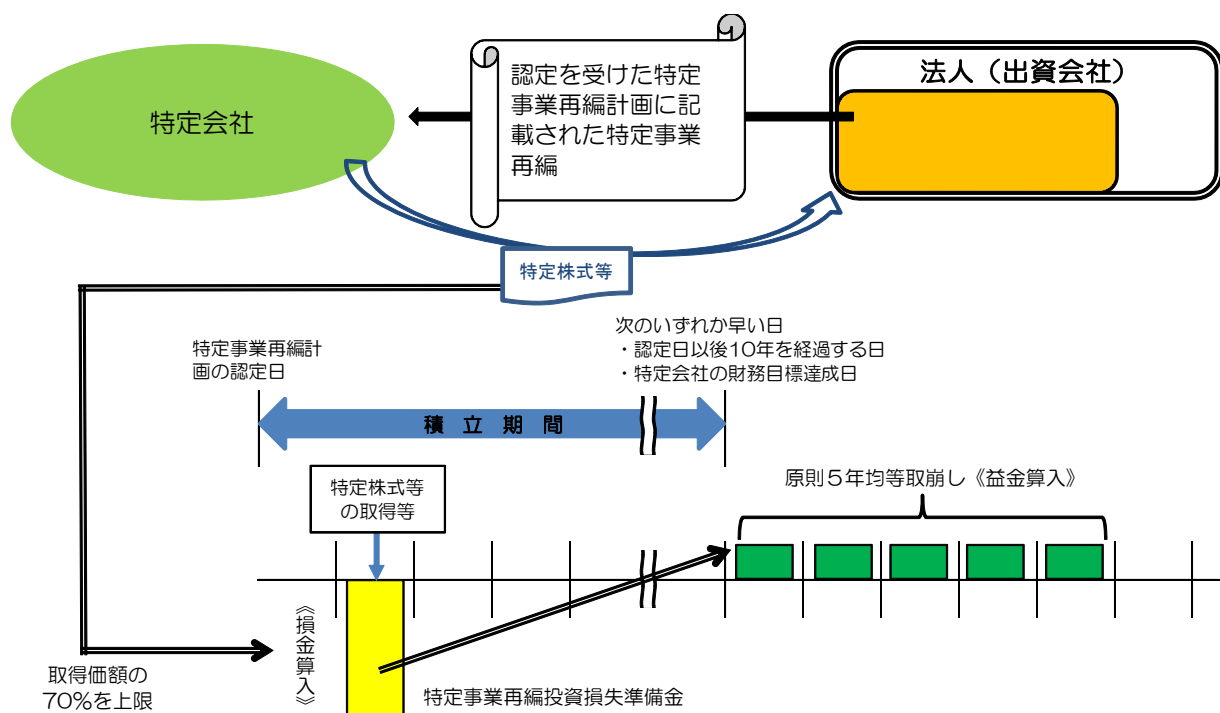 特定会社
認定を受けた特定
事業再編計画に記
載された特定事業
再編
法人（出資会社）
特定株式等
特定事業再編計
画の認定日
次のいずれか早い日
・認定日以後10年を経過する日
・特定会社の財務目標達成日
積 立 期 間
特定株式等
の取得等
原則５年均等取崩し《益金算入》
《損金算入》
取得価額の
70%を上限
特定事業再編投資損失準備金